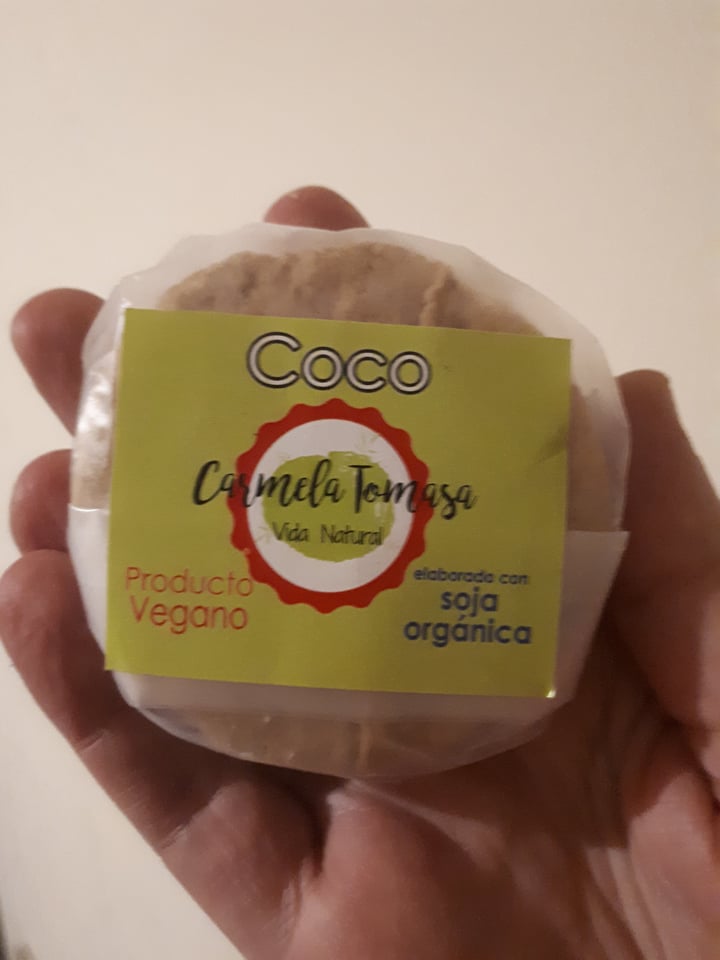 Coco
Carmela Tomasa
Vida Natural
Producto
Vegano
elaborado con
soja
orgánica